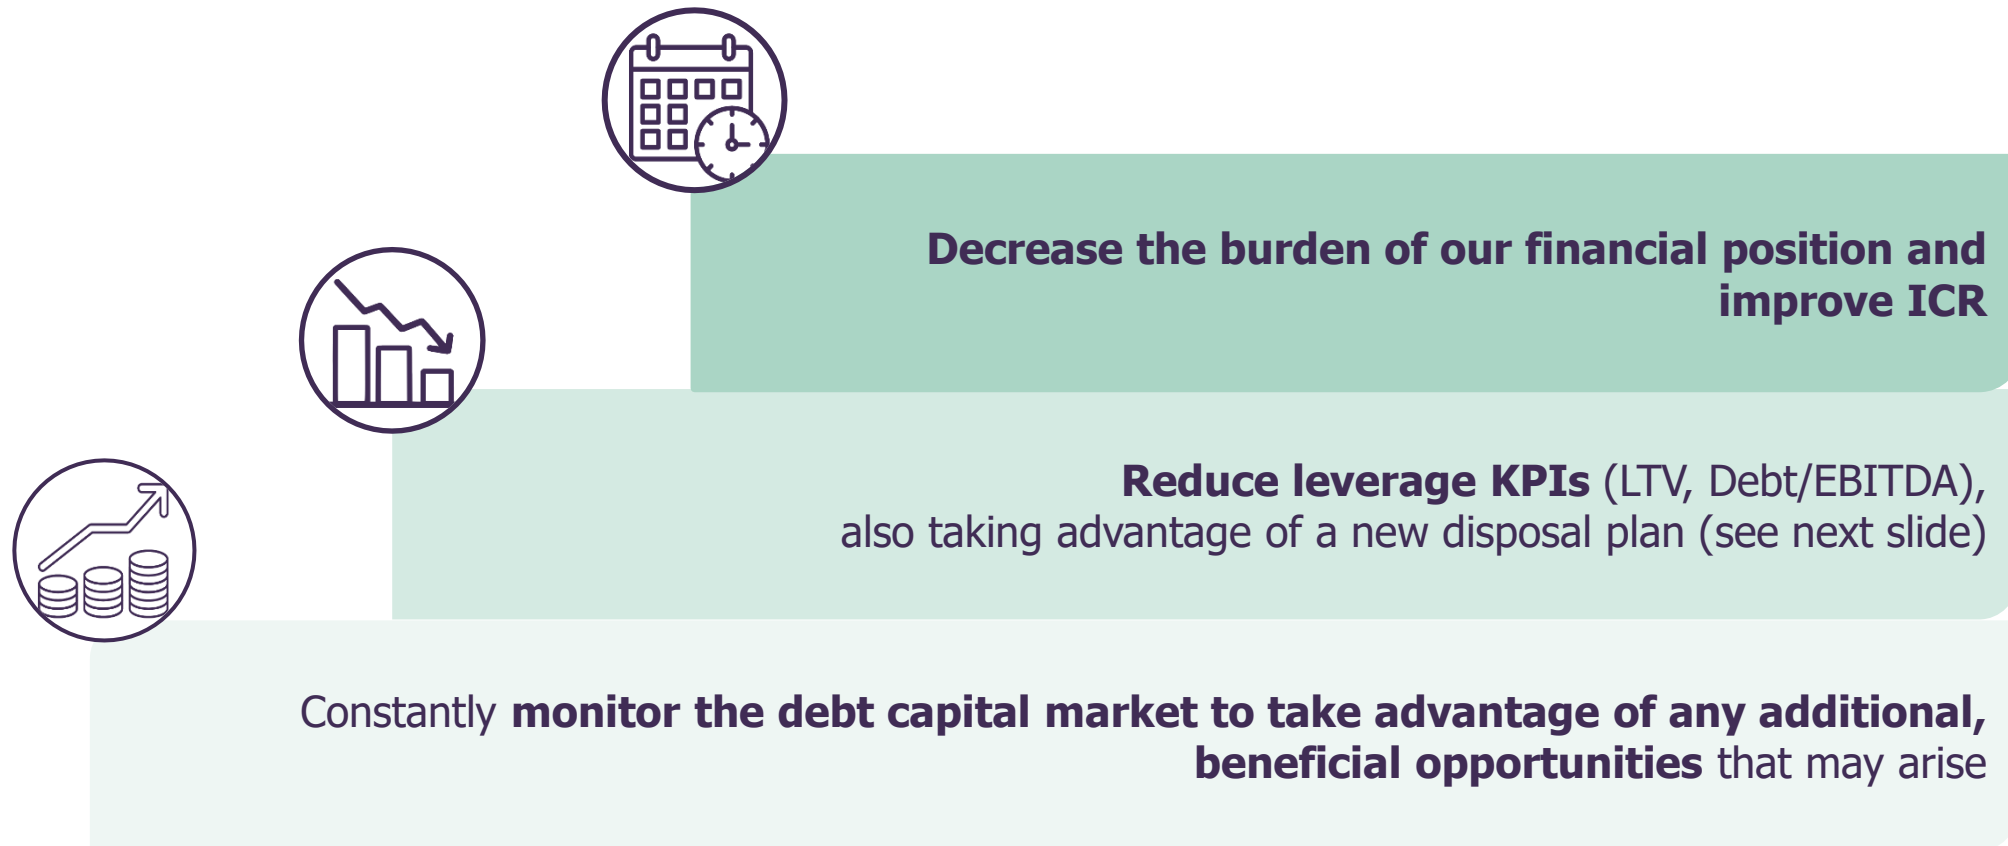 Decrease the burden of our financial position and
improve ICR
Reduce leverage KPIs (LTV, Debt/EBITDA),
also taking advantage of a new disposal plan (see next slide)
Constantly monitor the debt capital market to take advantage of any additional,
beneficial opportunities that may arise